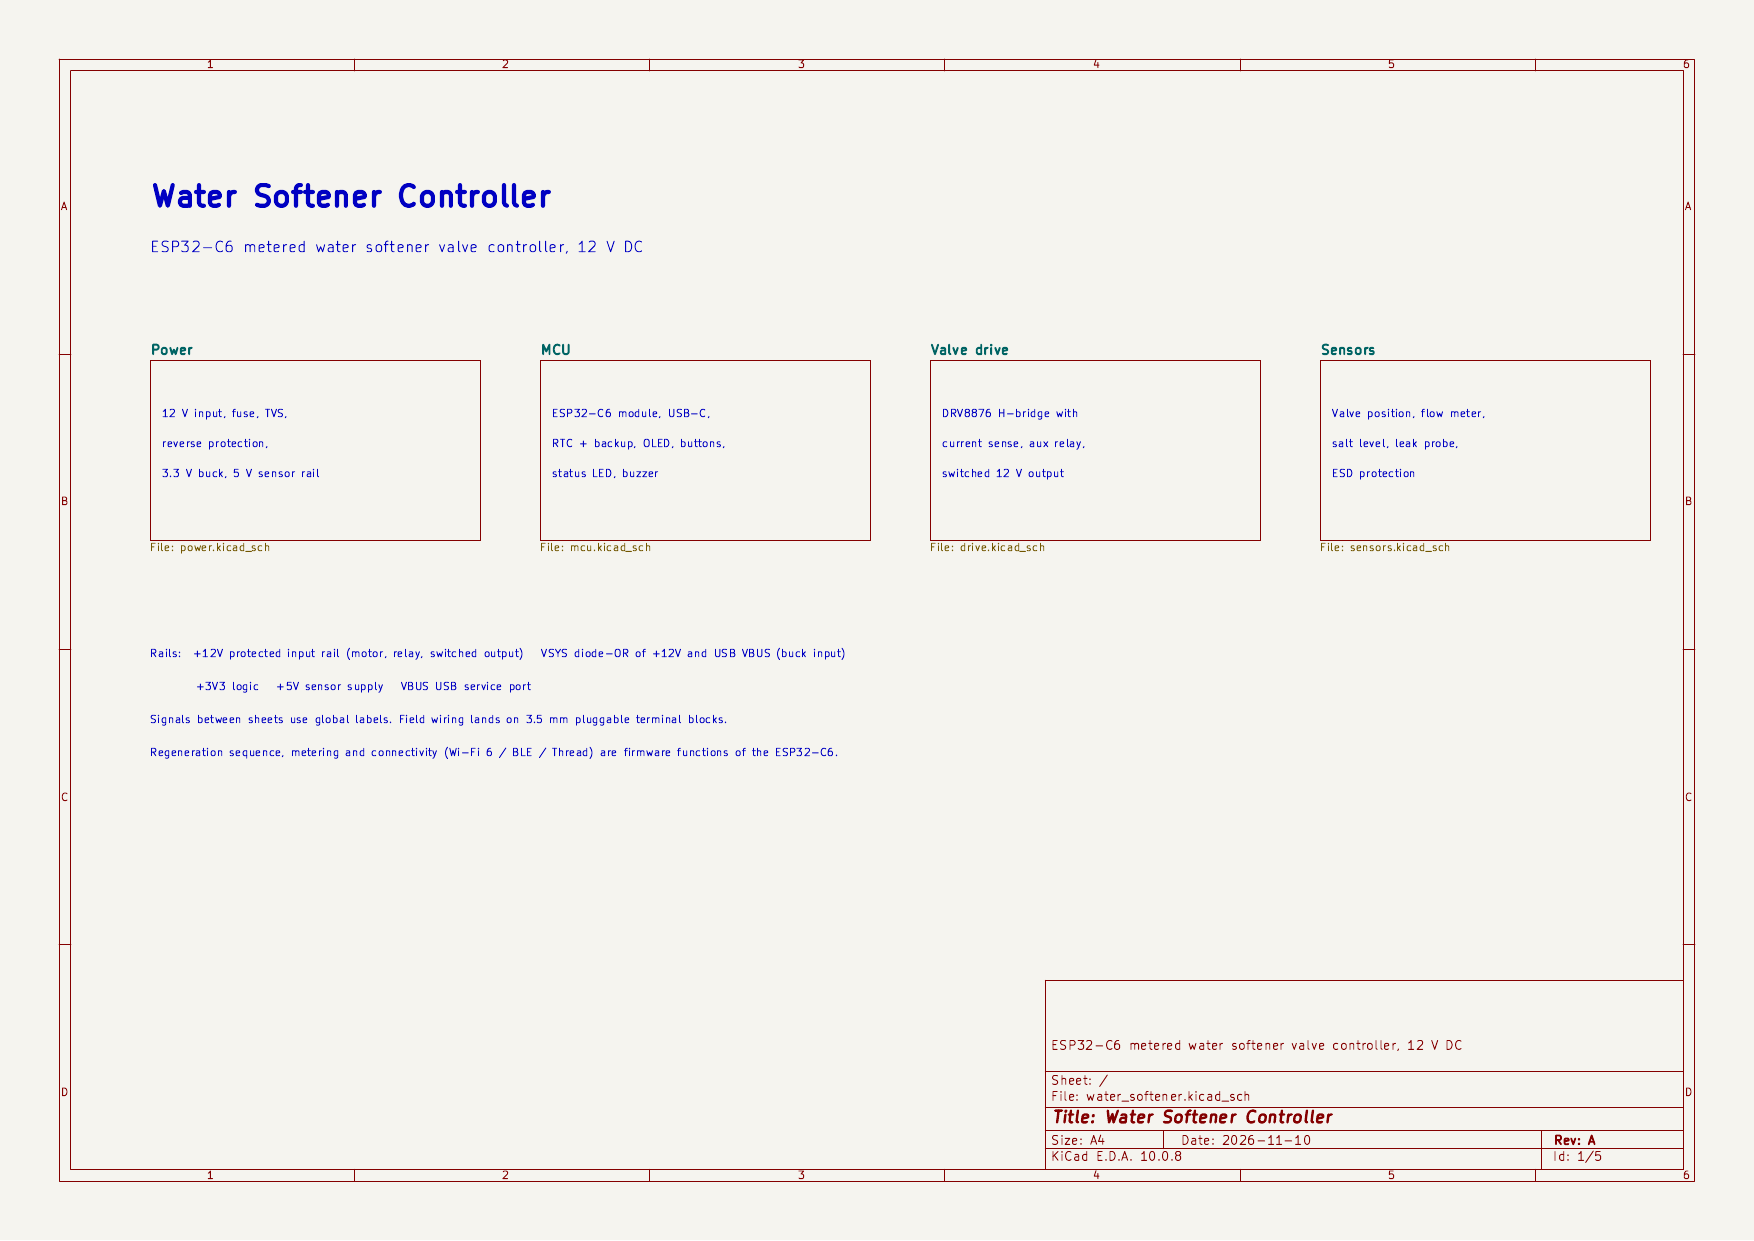 1 2 3 4 5 6
A A
Water Softener Controller
ESP32-C6 metered water softener valve controller, 12 V DC
Power MCU Valve drive Sensors
12 V input, fuse, TVS,
reverse protection,
3.3 V buck, 5 V sensor rail
File: power.kicad_sch
ESP32-C6 module, USB-C,
RTC + backup, OLED, buttons,
status LED, buzzer
File: mcu.kicad_sch
DRV8876 H-bridge with
current sense, aux relay,
switched 12 V output
File: drive.kicad_sch
Valve position, flow meter,
salt level, leak probe,
ESD protection
File: sensors.kicad_sch
B B
Rails: +12V protected input rail (motor, relay, switched output) VSYS diode-OR of +12V and USB VBUS (buck input)
+3V3 logic +5V sensor supply VBUS USB service port
Signals between sheets use global labels. Field wiring lands on 3.5 mm pluggable terminal blocks.
Regeneration sequence, metering and connectivity (Wi-Fi 6 / BLE / Thread) are firmware functions of the ESP32-C6.
C C
ESP32-C6 metered water softener valve controller, 12 V DC
Sheet: /
File: water_softener.kicad_sch
D D
Title: Water Softener Controller
Size: A4 Date: 2026-11-10 Rev: A
KiCad E.D.A. 10.0.8 Id: 1/5
1 2 3 4 5 6